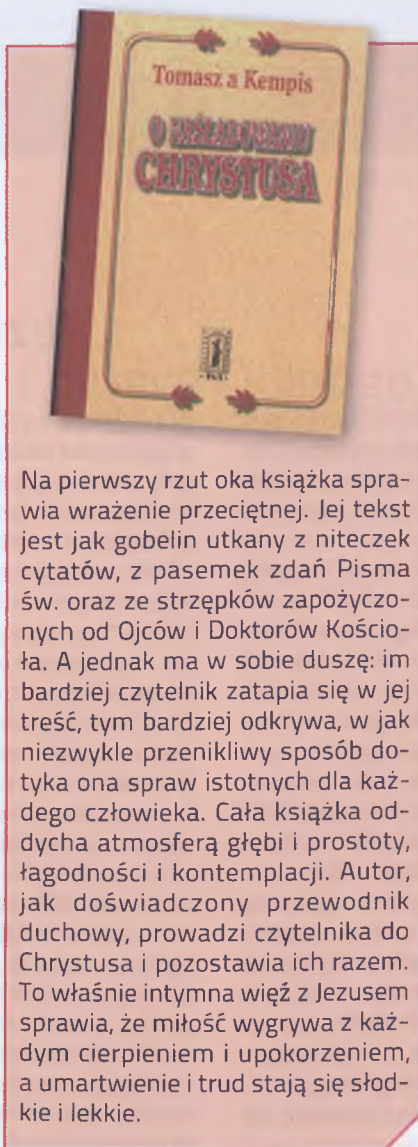 Tomasz a Kempis
O NAŚLADOWANIU
CHRYSTUSA
Na pierwszy rzut oka książka spra-
wia wrażenie przeciętnej. Jej tekst
jest jak gobelin utkany z niteczek
cytatów, z pasemek zdań Pisma
św. oraz ze strzępków zapożyczo-
nych od Ojców i Doktorów Kościo-
ła. A jednak ma w sobie duszę: im
bardziej czytelnik zatapia się w jej
treść, tym bardziej odkrywa, w jak
niezwykle przenikliwy sposób do-
tyka ona spraw istotnych dla każ-
dego człowieka. Cała książka od-
dycha atmosferą głębi i prostoty,
łagodności i kontemplacji. Autor,
jak doświadczony przewodnik
duchowy, prowadzi czytelnika do
Chrystusa i pozostawia ich razem.
To właśnie intymna więź z Jezusem
sprawia, że miłość wygrywa z każ-
dym cierpieniem i upokorzeniem,
a umartwienie i trud stają się słod-
kie i lekkie.